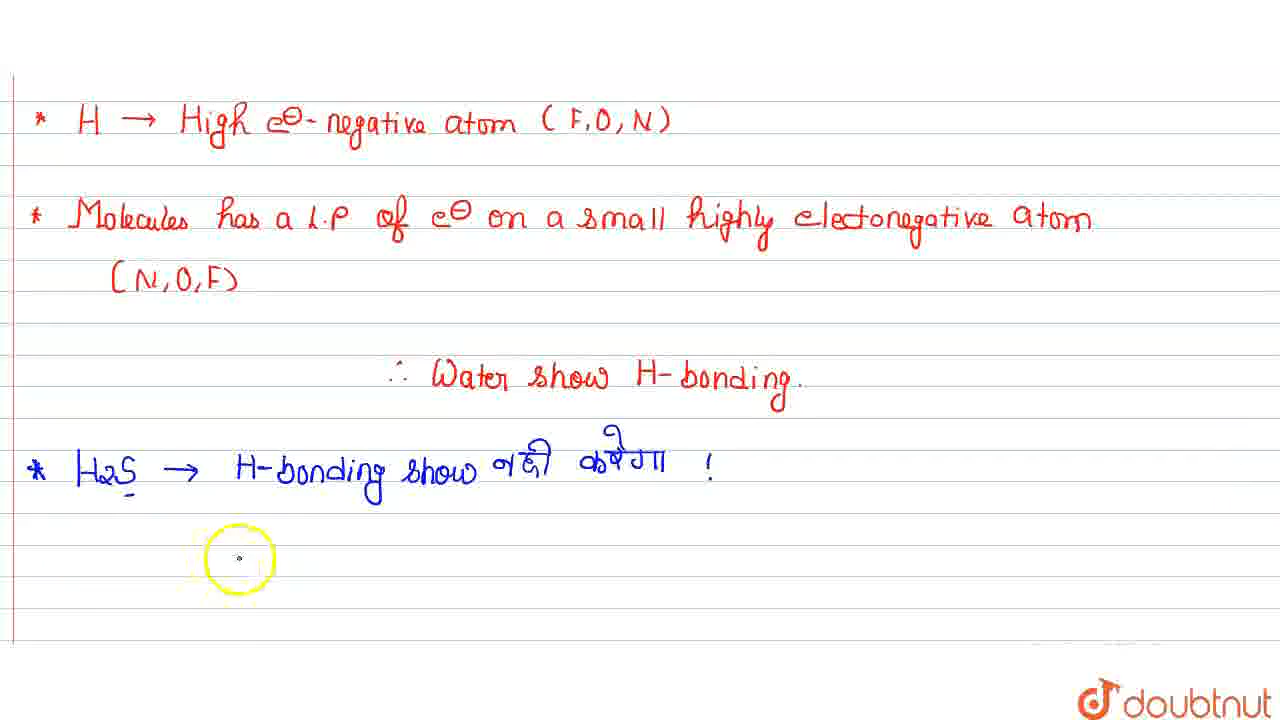 * H → High e⊖-negative atom (F,O,N)
* Molecules has a L.P of e⊖ on a small highly electonegative atom
(N,O,F)
∴ Water show H-bonding.
* H2S → H-bonding show नही करेगा !
doubtnut